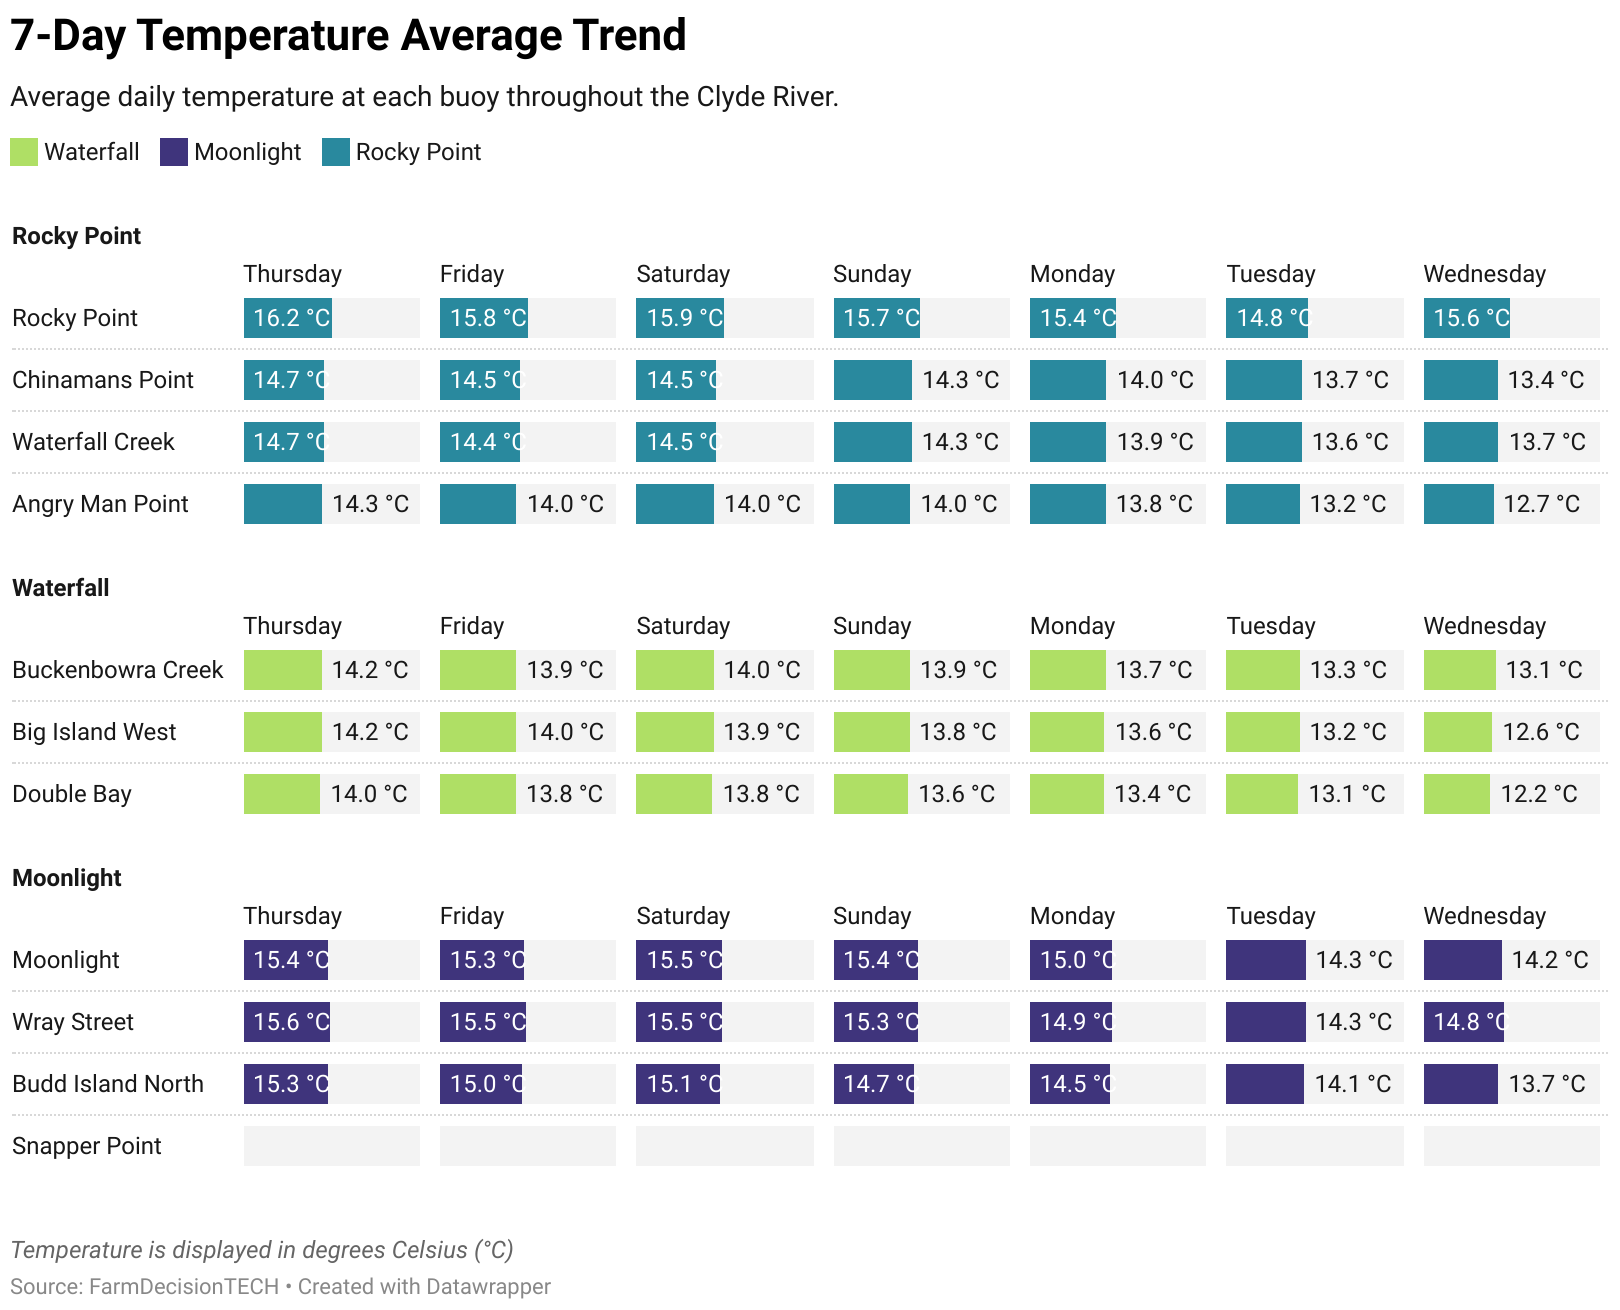 7-Day Temperature Average Trend
Average daily temperature at each buoy throughout the Clyde River.
Waterfall Moonlight Rocky Point
Rocky Point
Thursday Friday Saturday Sunday Monday Tuesday Wednesday
Rocky Point 16.2 °C 15.8 °C 15.9 °C 15.7 °C 15.4 °C 14.8 °C 15.6 °C
Chinamans Point 14.7 °C 14.5 °C 14.5 °C 14.3 °C 14.0 °C 13.7 °C 13.4 °C
Waterfall Creek 14.7 °C 14.4 °C 14.5 °C 14.3 °C 13.9 °C 13.6 °C 13.7 °C
Angry Man Point 14.3 °C 14.0 °C 14.0 °C 14.0 °C 13.8 °C 13.2 °C 12.7 °C
Waterfall
Thursday Friday Saturday Sunday Monday Tuesday Wednesday
Buckenbowra Creek 14.2 °C 13.9 °C 14.0 °C 13.9 °C 13.7 °C 13.3 °C 13.1 °C
Big Island West 14.2 °C 14.0 °C 13.9 °C 13.8 °C 13.6 °C 13.2 °C 12.6 °C
Double Bay 14.0 °C 13.8 °C 13.8 °C 13.6 °C 13.4 °C 13.1 °C 12.2 °C
Moonlight
Thursday Friday Saturday Sunday Monday Tuesday Wednesday
Moonlight 15.4 °C 15.3 °C 15.5 °C 15.4 °C 15.0 °C 14.3 °C 14.2 °C
Wray Street 15.6 °C 15.5 °C 15.5 °C 15.3 °C 14.9 °C 14.3 °C 14.8 °C
Budd Island North 15.3 °C 15.0 °C 15.1 °C 14.7 °C 14.5 °C 14.1 °C 13.7 °C
Snapper Point
Temperature is displayed in degrees Celsius (°C)
Source: FarmDecisionTECH • Created with Datawrapper